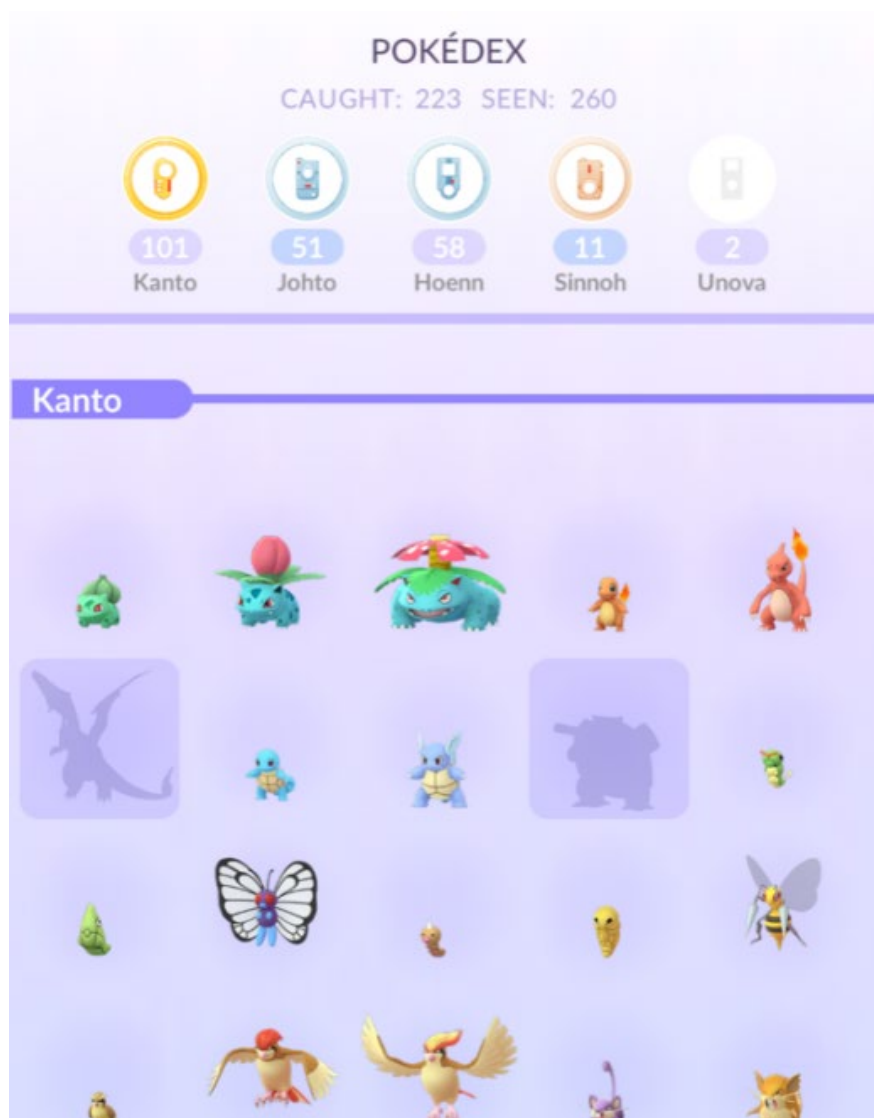 POKÉDEX
CAUGHT: 223 SEEN: 260
101 51 58 11 2
Kanto Johto Hoenn Sinnoh Unova
Kanto